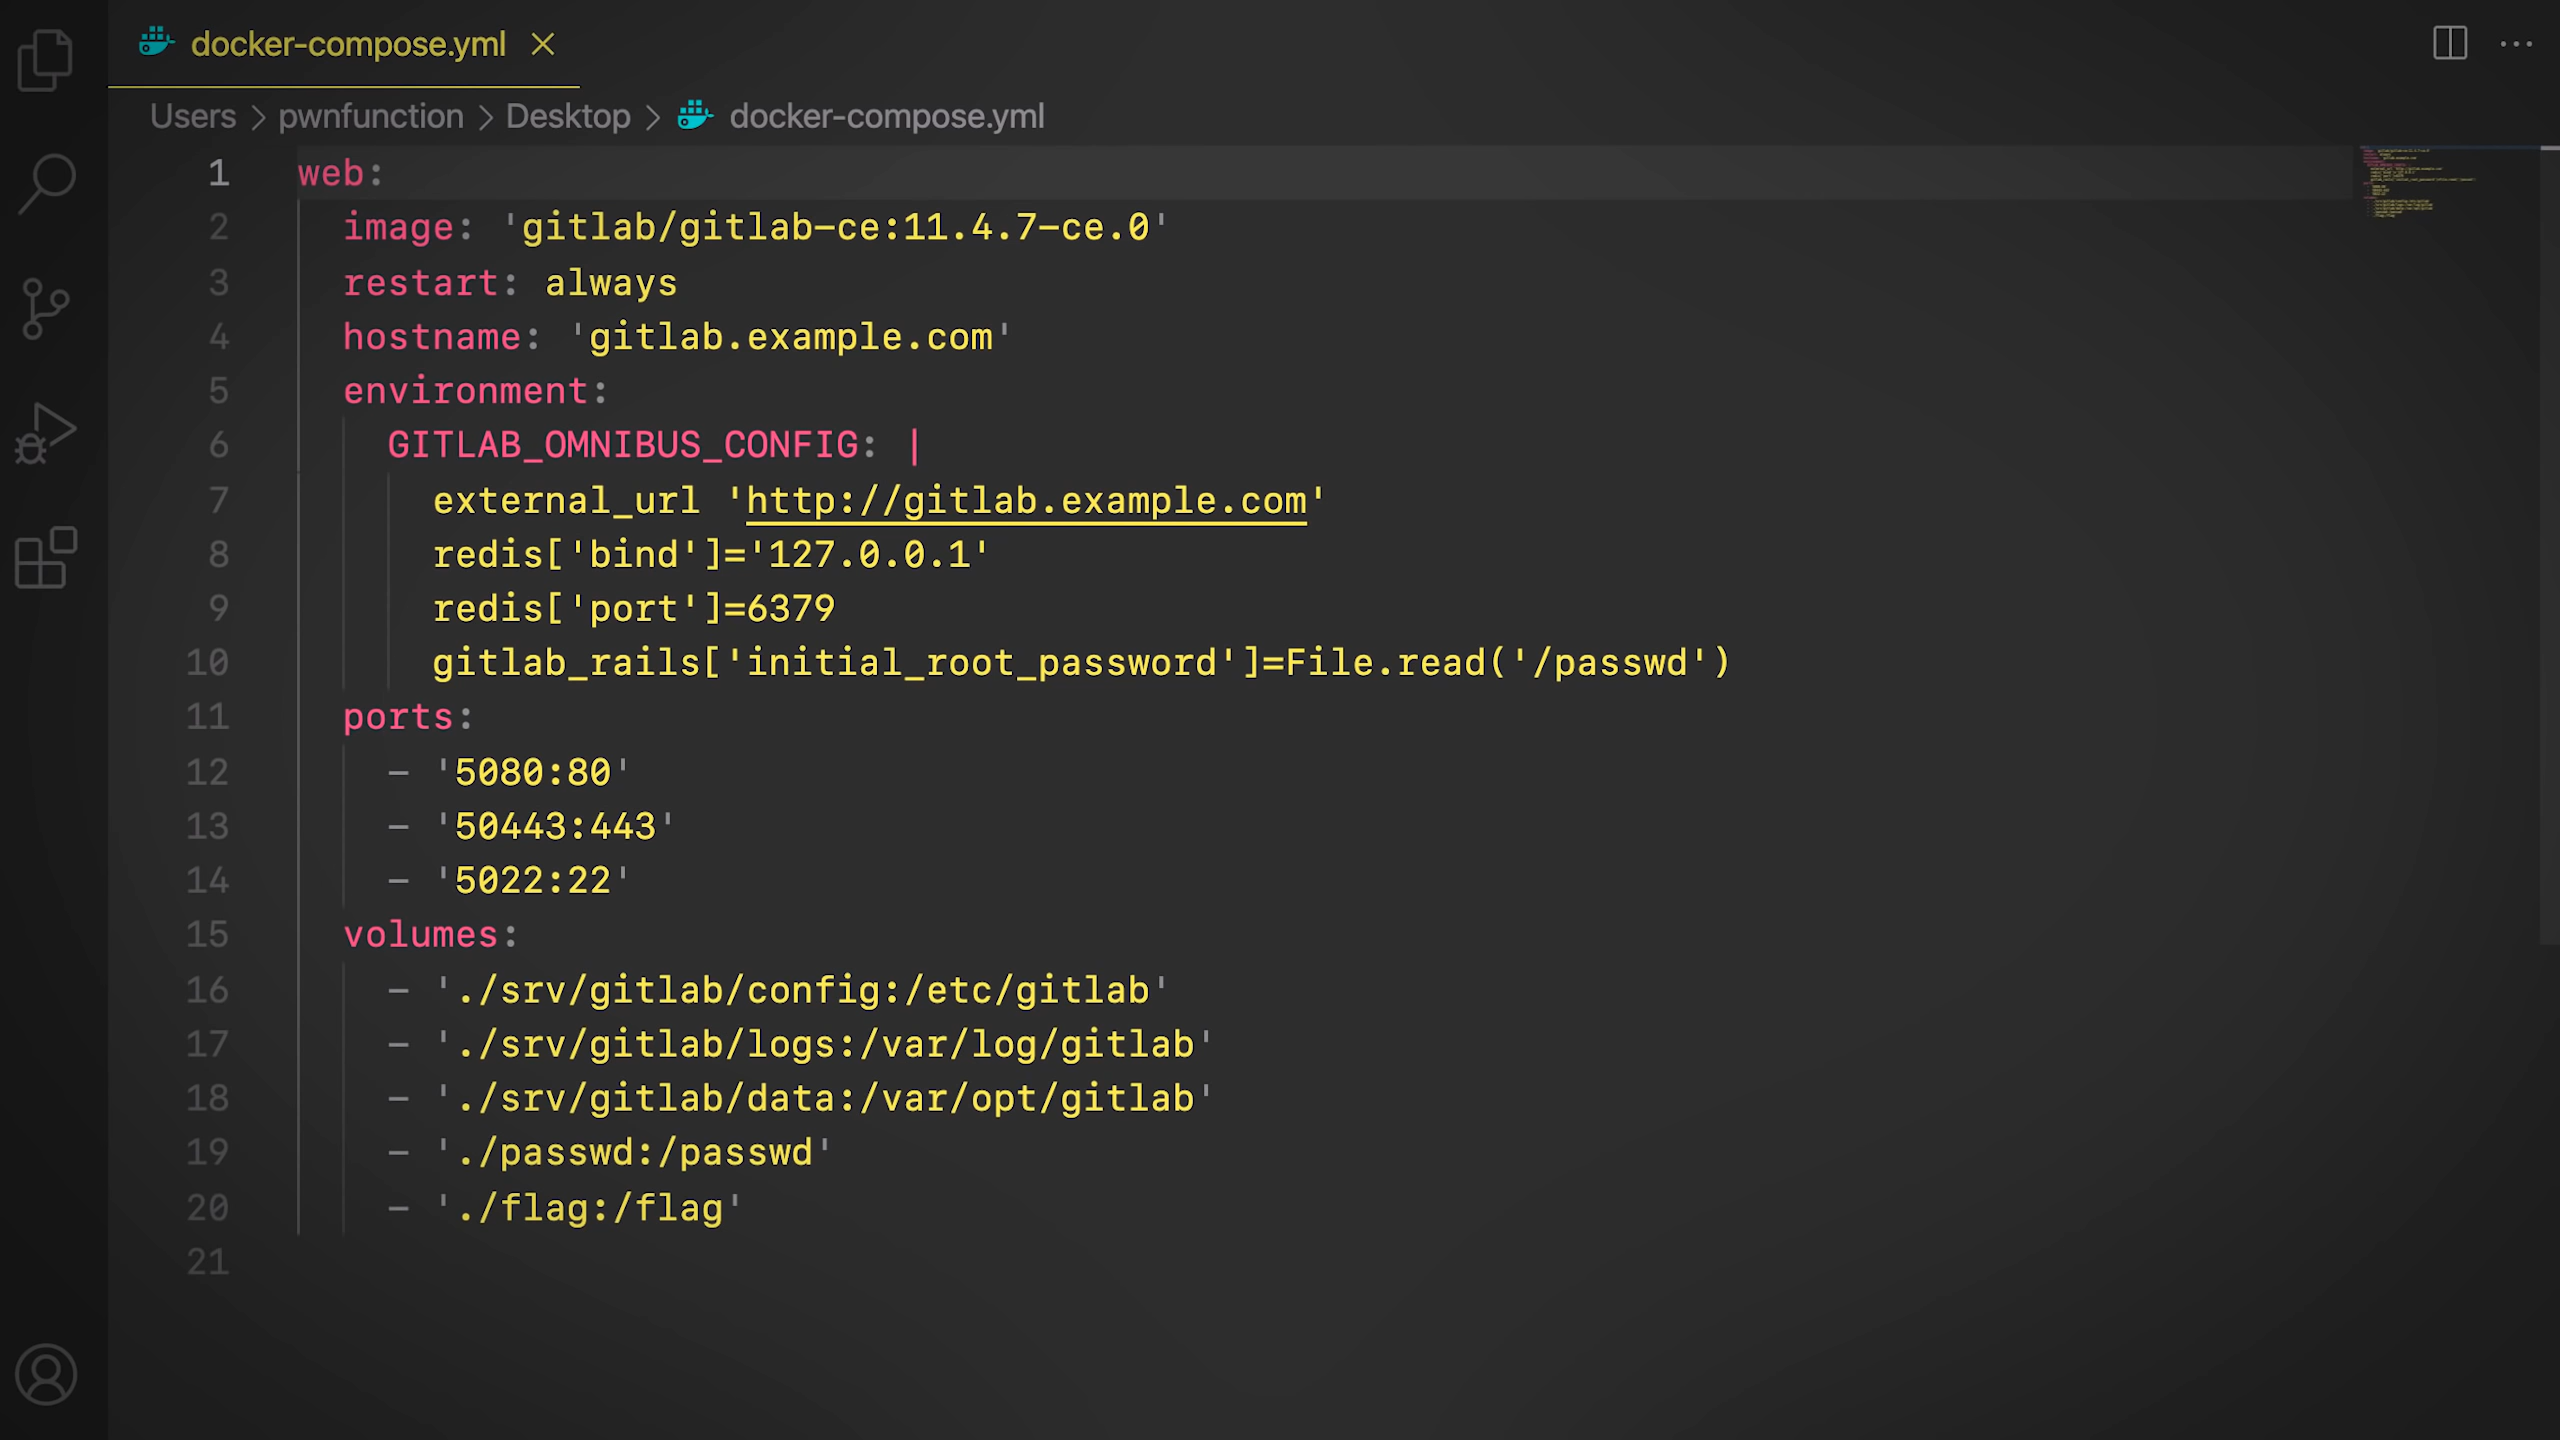 docker-compose.yml
Users > pwnfunction > Desktop > docker-compose.yml
1 web:
2   image: 'gitlab/gitlab-ce:11.4.7-ce.0'
3   restart: always
4   hostname: 'gitlab.example.com'
5   environment:
6     GITLAB_OMNIBUS_CONFIG: |
7       external_url 'http://gitlab.example.com'
8       redis['bind']='127.0.0.1'
9       redis['port']=6379
10       gitlab_rails['initial_root_password']=File.read('/passwd')
11   ports:
12     - '5080:80'
13     - '50443:443'
14     - '5022:22'
15   volumes:
16     - './srv/gitlab/config:/etc/gitlab'
17     - './srv/gitlab/logs:/var/log/gitlab'
18     - './srv/gitlab/data:/var/opt/gitlab'
19     - './passwd:/passwd'
20     - './flag:/flag'
21